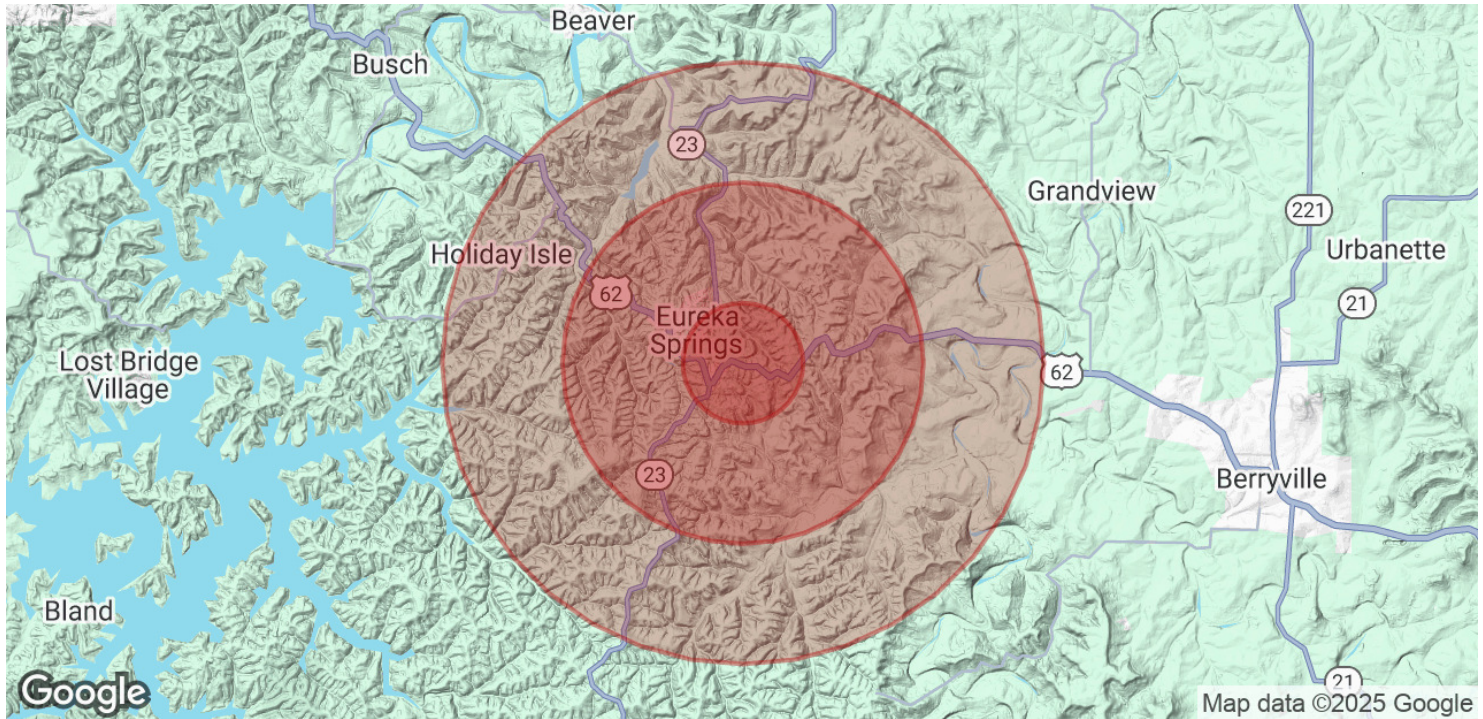 Beaver
Busch
23
Grandview
221
Urbanette
Holiday Isle
62
21
Eureka
Springs
Lost Bridge
Village
62
23
Berryville
Bland
21
Google
Map data ©2025 Google